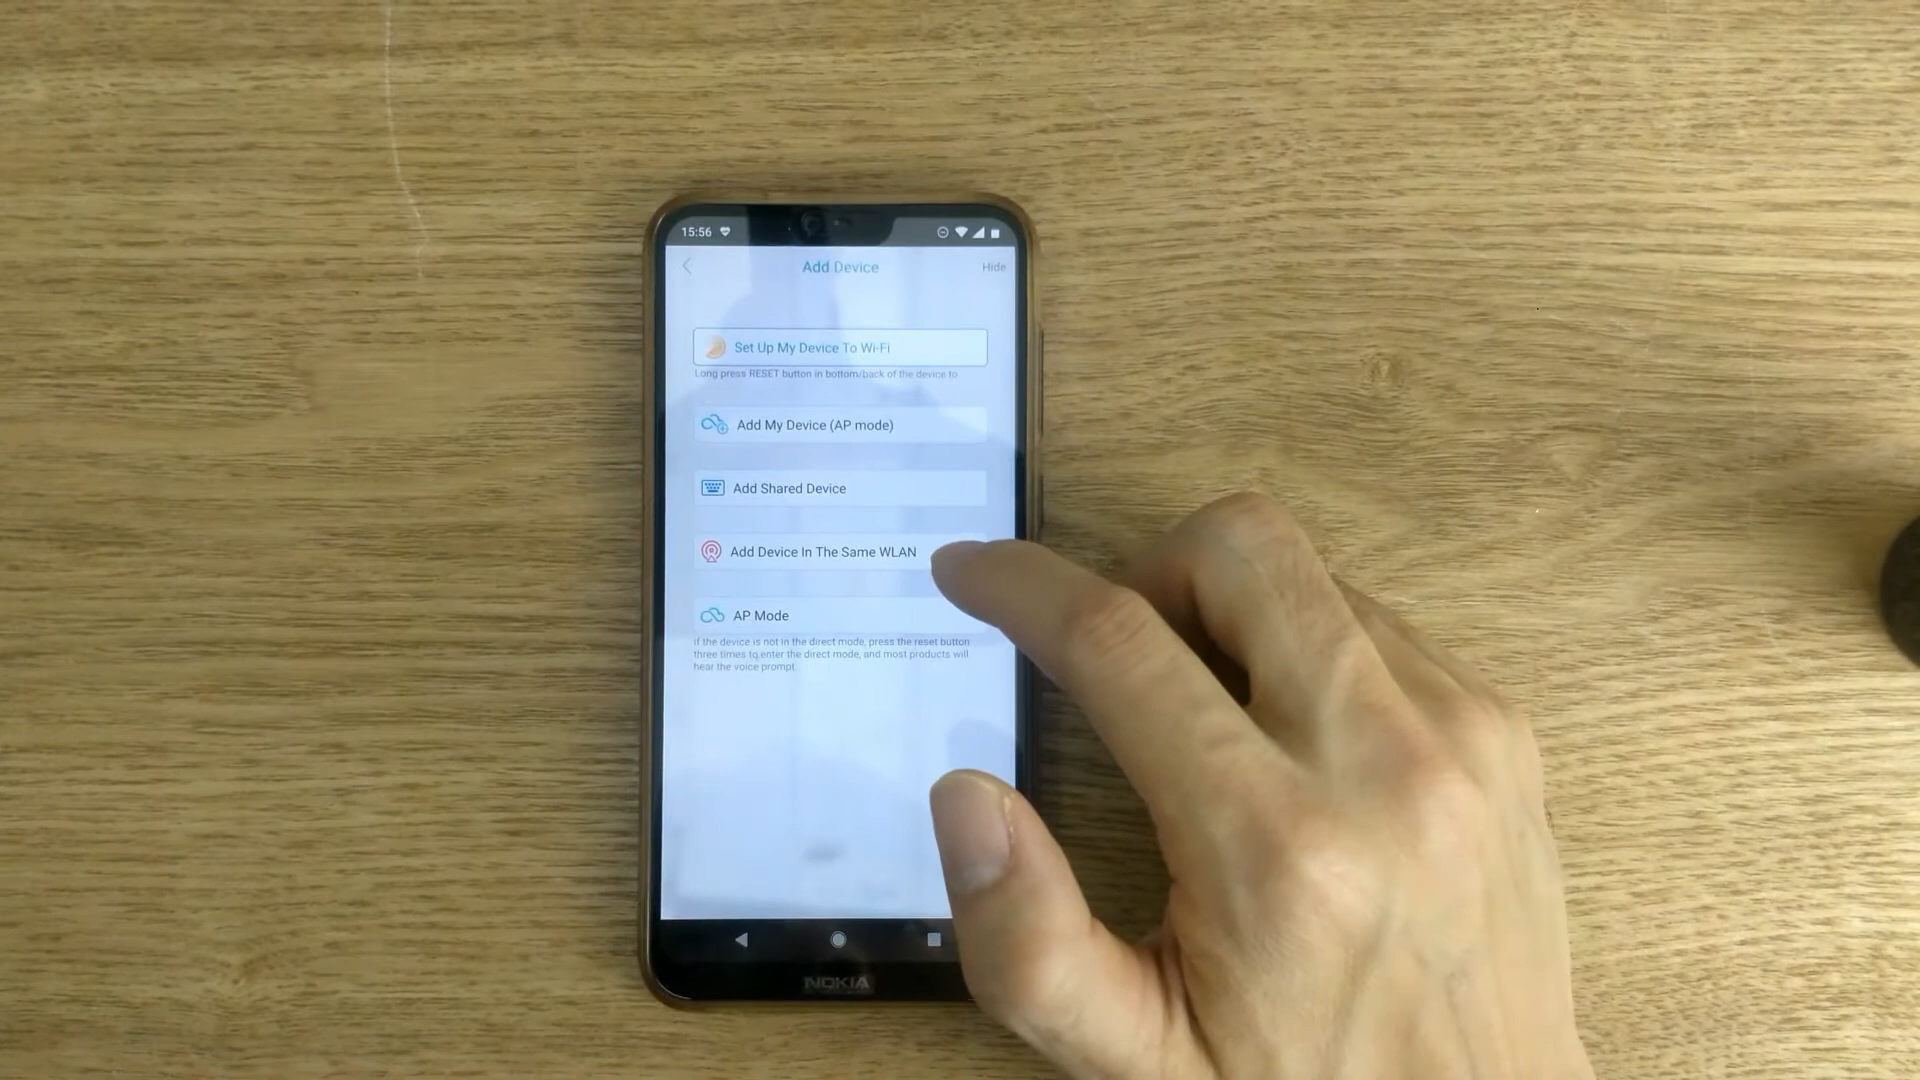 15:56
Add Device
Hide
Set Up My Device To Wi-Fi
Long press RESET button in bottom/back of the device to
Add My Device (AP mode)
Add Shared Device
Add Device In The Same WLAN
AP Mode
If the device is not in the direct mode, press the reset button
three times to enter the direct mode, and most products will
hear the voice prompt.
NOKIA